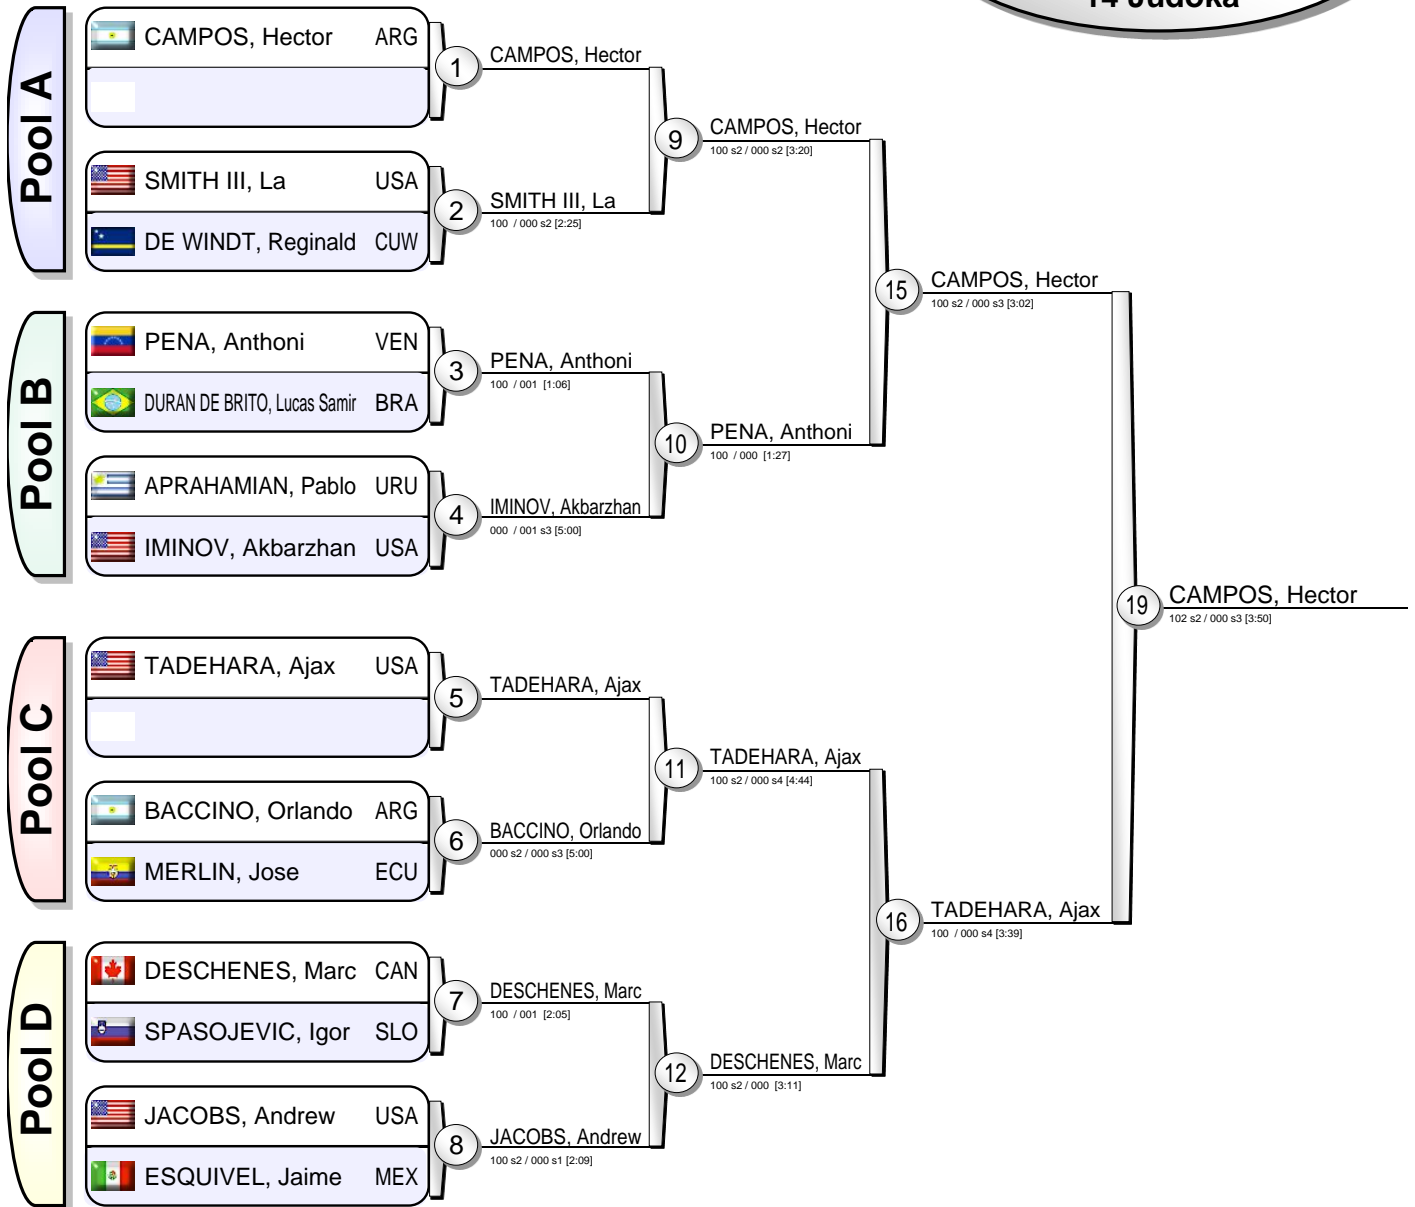 14 Judoka
Pool A
CAMPOS, Hector ARG
1
CAMPOS, Hector
SMITH III, La USA
DE WINDT, Reginald CUW
2
SMITH III, La
100 / 000 s2 [2:25]
9
CAMPOS, Hector
100 s2 / 000 s2 [3:20]
Pool B
PENA, Anthoni VEN
DURAN DE BRITO, Lucas Samir BRA
3
PENA, Anthoni
100 / 001 [1:06]
APRAHAMIAN, Pablo URU
IMINOV, Akbarzhan USA
4
IMINOV, Akbarzhan
000 / 001 s3 [5:00]
10
PENA, Anthoni
100 / 000 [1:27]
15
CAMPOS, Hector
100 s2 / 000 s3 [3:02]
Pool C
TADEHARA, Ajax USA
5
TADEHARA, Ajax
BACCINO, Orlando ARG
MERLIN, Jose ECU
6
BACCINO, Orlando
000 s2 / 000 s3 [5:00]
11
TADEHARA, Ajax
100 s2 / 000 s4 [4:44]
Pool D
DESCHENES, Marc CAN
SPASOJEVIC, Igor SLO
7
DESCHENES, Marc
100 / 001 [2:05]
JACOBS, Andrew USA
ESQUIVEL, Jaime MEX
8
JACOBS, Andrew
100 s2 / 000 s1 [2:09]
12
DESCHENES, Marc
100 s2 / 000 [3:11]
16
TADEHARA, Ajax
100 / 000 s4 [3:39]
19
CAMPOS, Hector
102 s2 / 000 s3 [3:50]